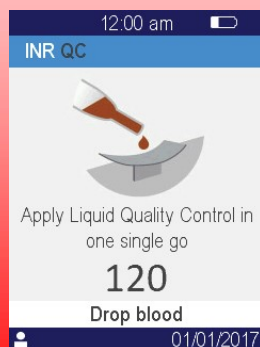 12:00 am
INR QC
Apply Liquid Quality Control in
one single go
120
Drop blood
01/01/2017